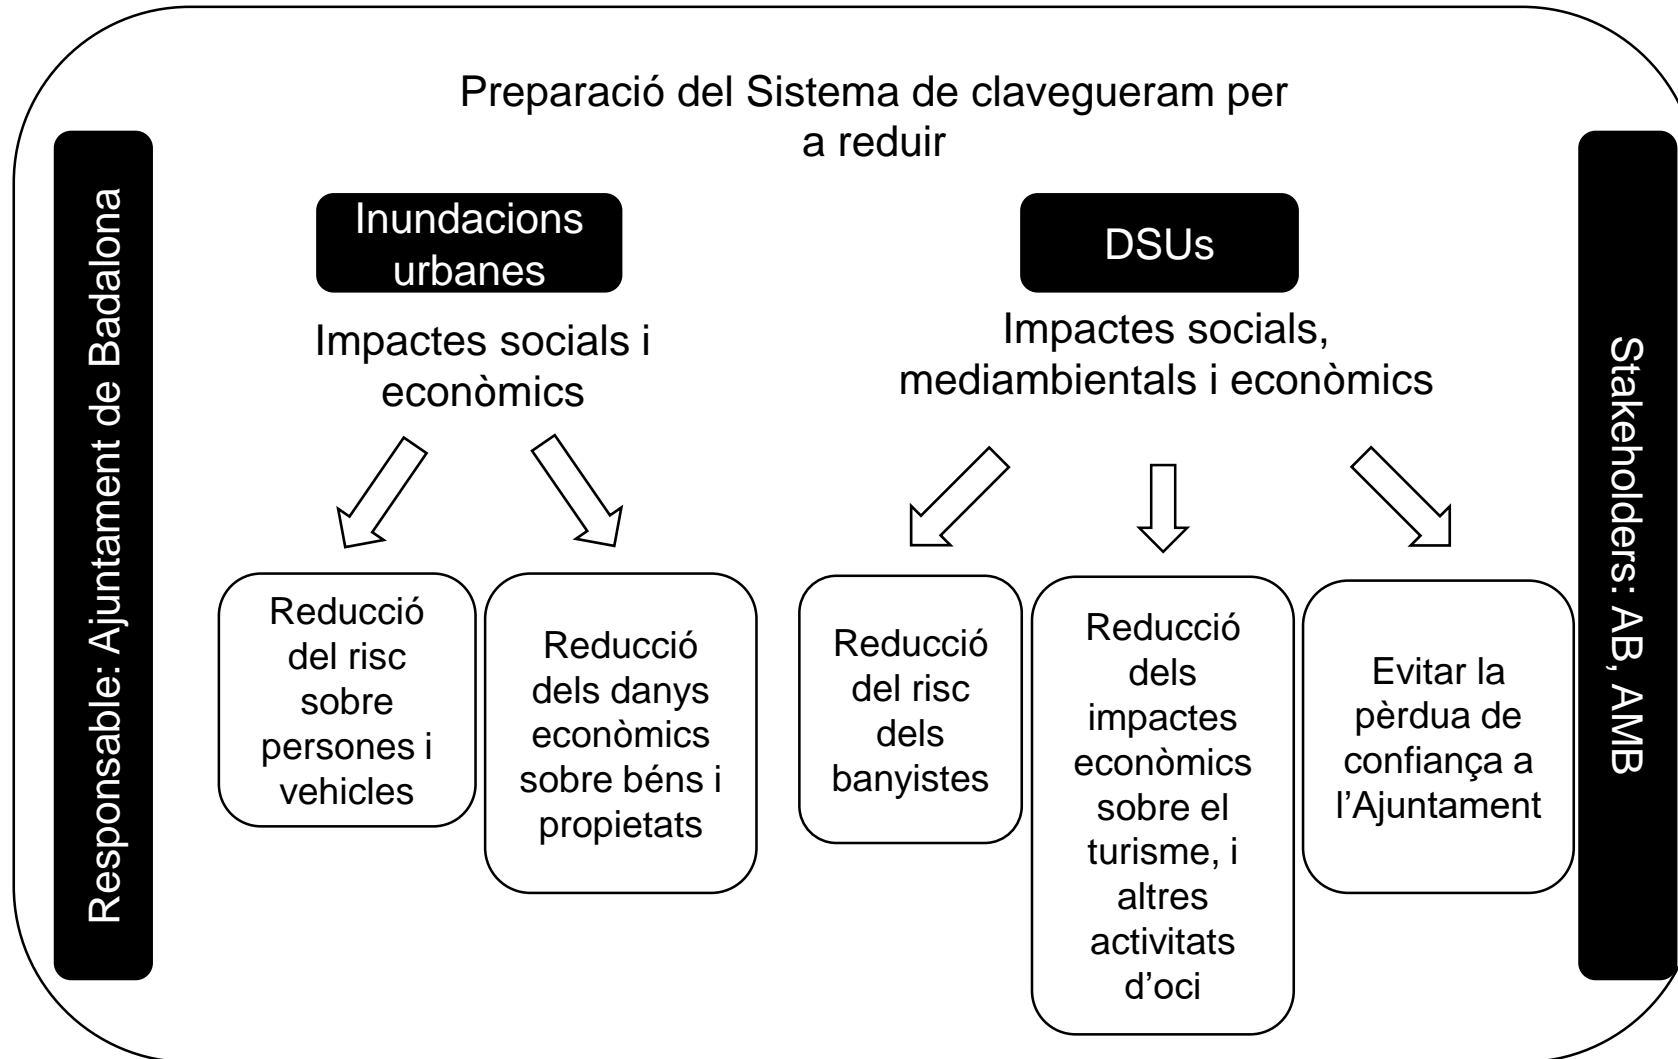 Preparació del Sistema de clavegueram per
a reduir
Responsable: Ajuntament de Badalona
Inundacions
urbanes
Impactes socials i
econòmics
Reducció
del risc
sobre
persones i
vehicles
Reducció
dels danys
econòmics
sobre béns i
propietats
DSUs
Impactes socials,
mediambientals i econòmics
Reducció
del risc
dels
banyistes
Reducció
dels
impactes
econòmics
sobre el
turisme, i
altres
activitats
d’oci
Evitar la
pèrdua de
confiança a
l’Ajuntament
Stakeholders: AB, AMB